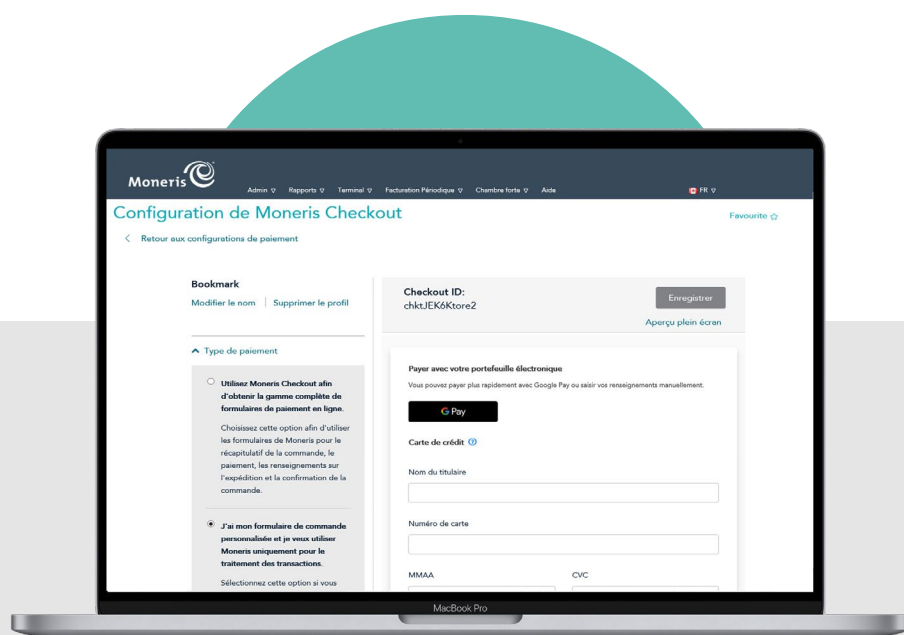 Moneris
Admin Rapports Terminal Facturation Périodique Chambre forte Aide FR
Configuration de Moneris Checkout
Favourite
Retour aux configurations de paiement
Bookmark
Modifier le nom | Supprimer le profil
Type de paiement
Utilisez Moneris Checkout afin
d'obtenir la gamme complète de
formulaires de paiement en ligne.
Choisissez cette option afin d'utiliser
les formulaires de Moneris pour le
récapitulatif de la commande, le
paiement, les renseignements sur
l'expédition et la confirmation de la
commande.
J'ai mon formulaire de commande
personnalisée et je veux utiliser
Moneris uniquement pour le
traitement des transactions.
Sélectionnez cette option si vous
Checkout ID:
chktJEK6Ktore2
Enregistrer
Aperçu plein écran
Payer avec votre portefeuille électronique
Vous pouvez payer plus rapidement avec Google Pay ou saisir vos renseignements manuellement.
G Pay
Carte de crédit ?
Nom du titulaire
Numéro de carte
MMAA CVC
MacBook Pro